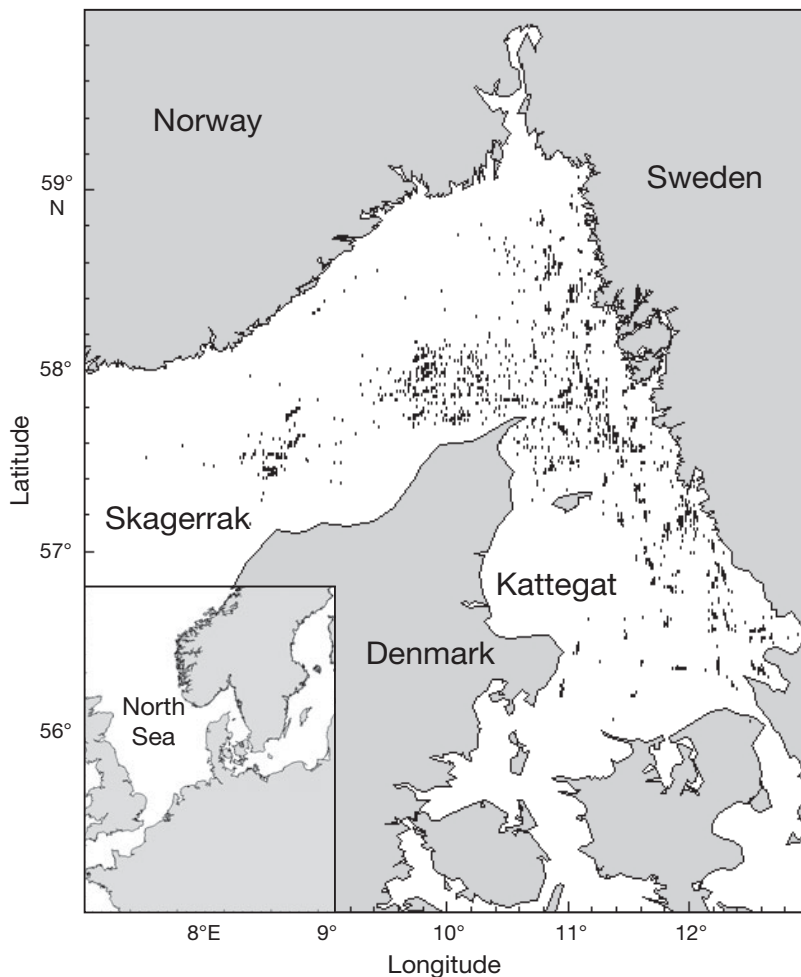 Norway
Sweden
59°
N
58°
Latitude
Skagerrak
57°
Kattegat
Denmark
North
Sea
56°
8°E
9°
10°
11°
12°
Longitude